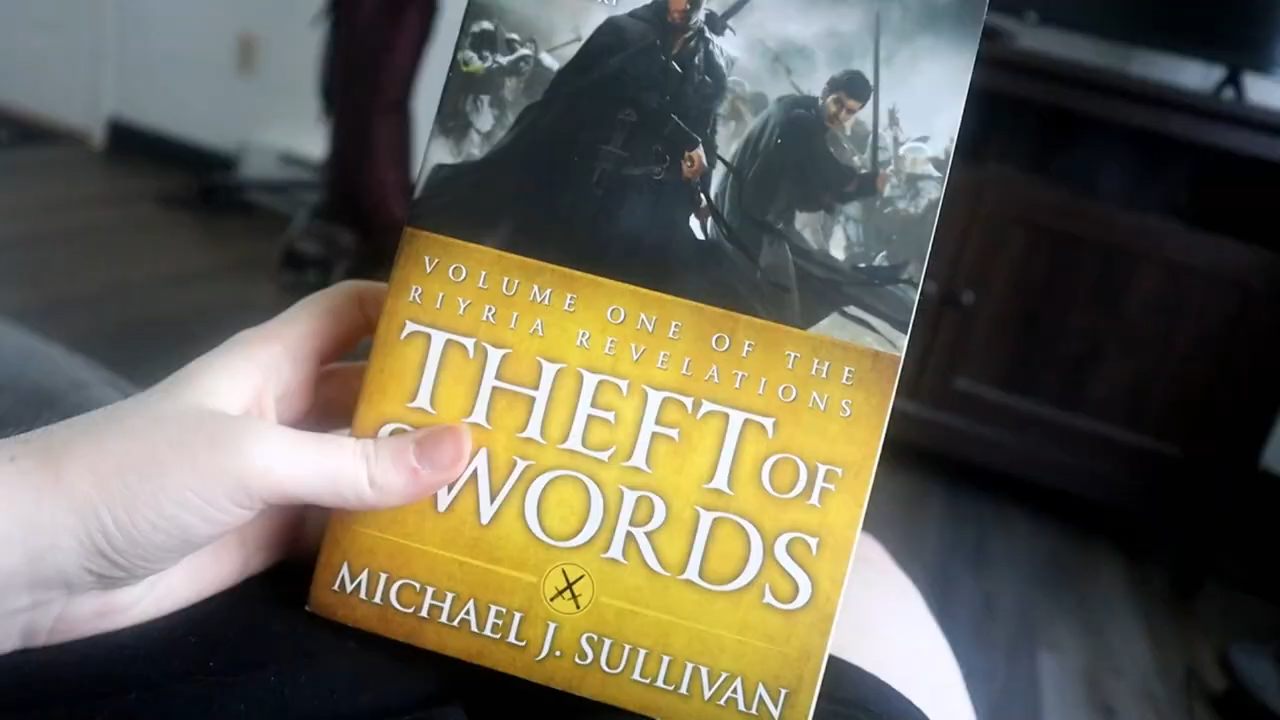 VOLUME ONE OF THE
RIYRIA REVELATIONS
THEFT OF
SWORDS
MICHAEL J. SULLIVAN